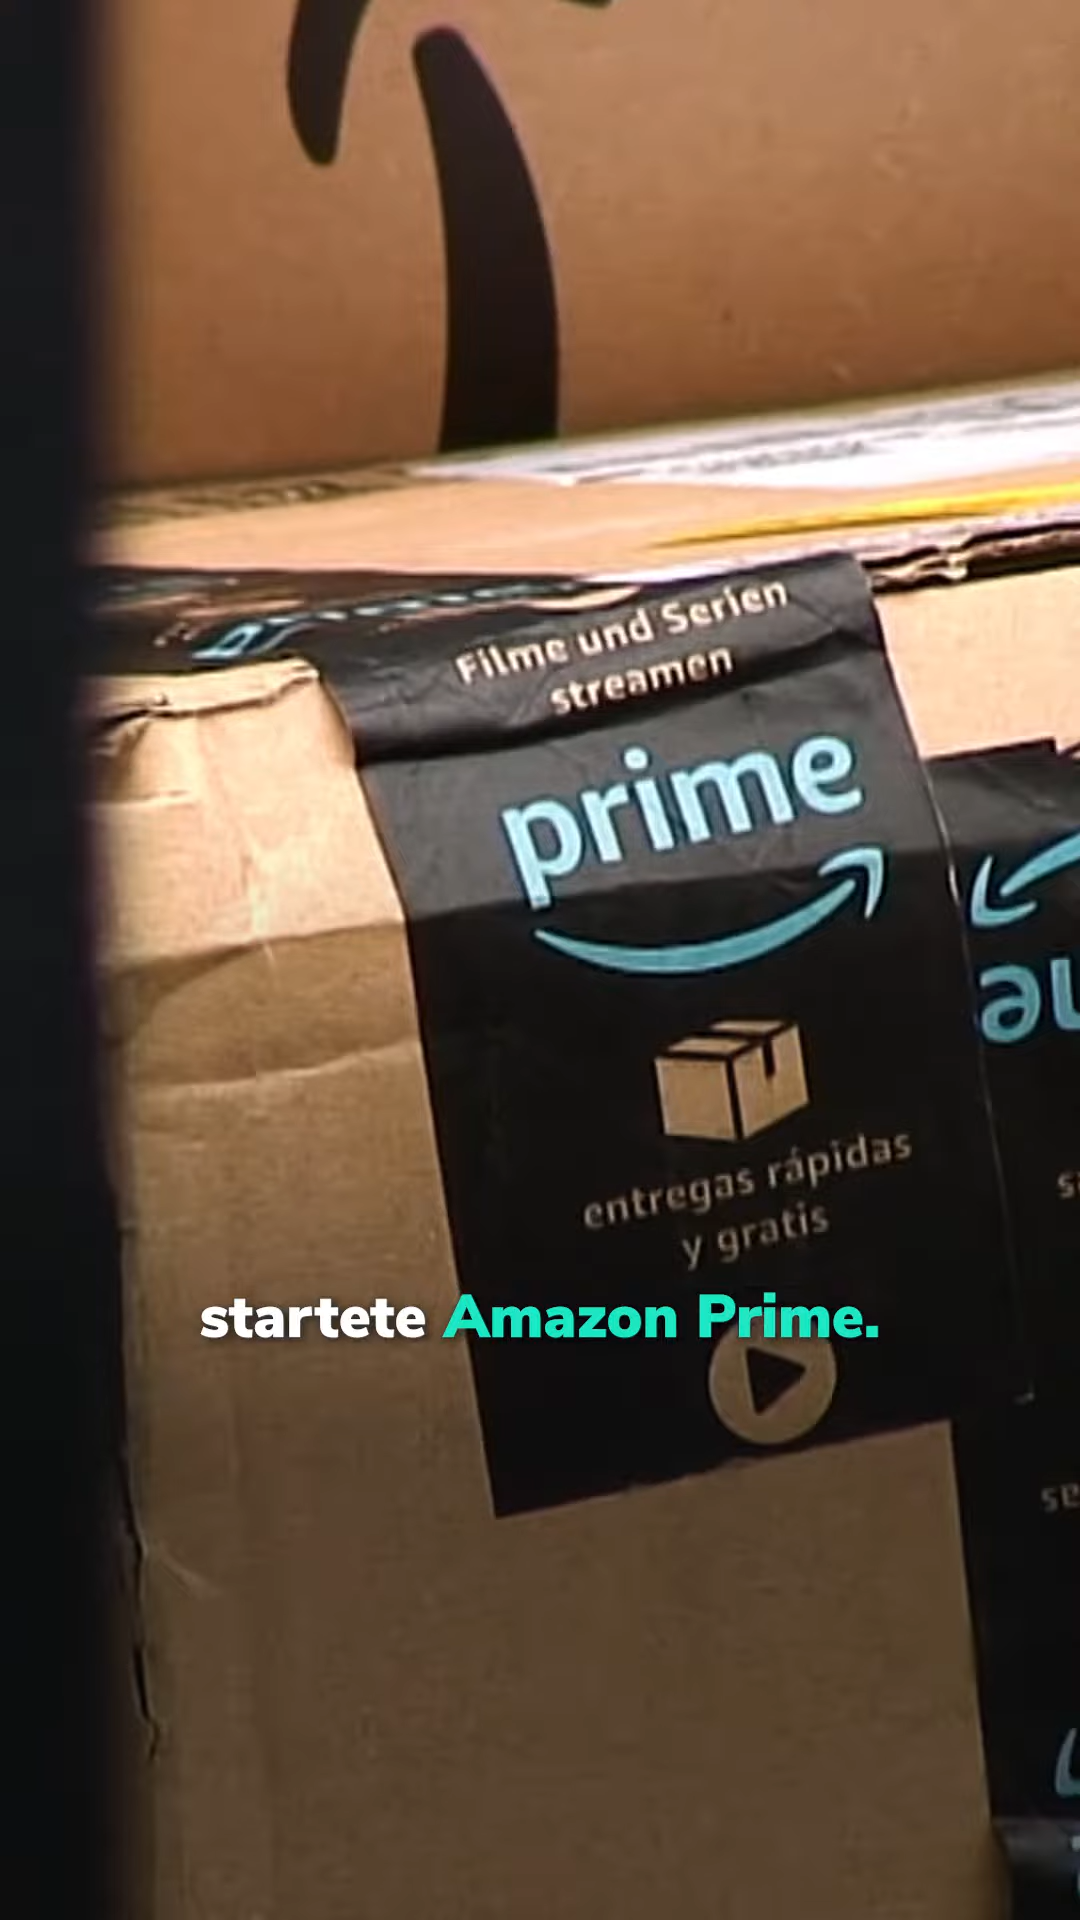 Filme und Serien
streamen
prime
entregas rápidas
y gratis
startete Amazon Prime.